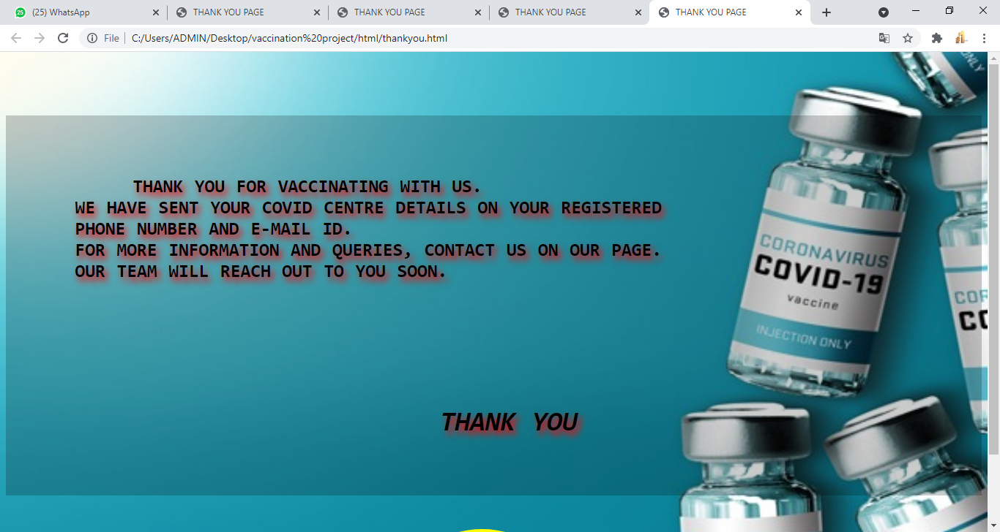 (25) WhatsApp
THANK YOU PAGE
THANK YOU PAGE
THANK YOU PAGE
THANK YOU PAGE
File
C:/Users/ADMIN/Desktop/vaccination%20project/html/thankyou.html
THANK YOU FOR VACCINATING WITH US.
WE HAVE SENT YOUR COVID CENTRE DETAILS ON YOUR REGISTERED
PHONE NUMBER AND E-MAIL ID.
FOR MORE INFORMATION AND QUERIES, CONTACT US ON OUR PAGE.
OUR TEAM WILL REACH OUT TO YOU SOON.
THANK YOU
CORONAVIRUS
COVID-19
vaccine
INJECTION ONLY
COR
CO
NLY